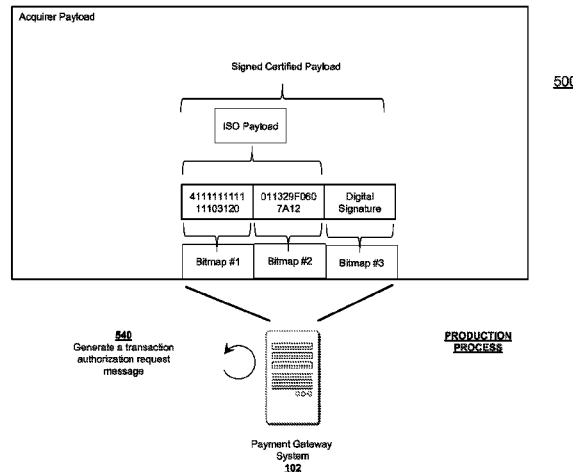 Acquirer Payload
Signed Certified Payload
500
ISO Payload
4111111111
11103120
011329F060
7A12
Digital
Signature
Bitmap #1
Bitmap #2
Bitmap #3
540
Generate a transaction
authorization request
message
PRODUCTION
PROCESS
Payment Gateway
System
102